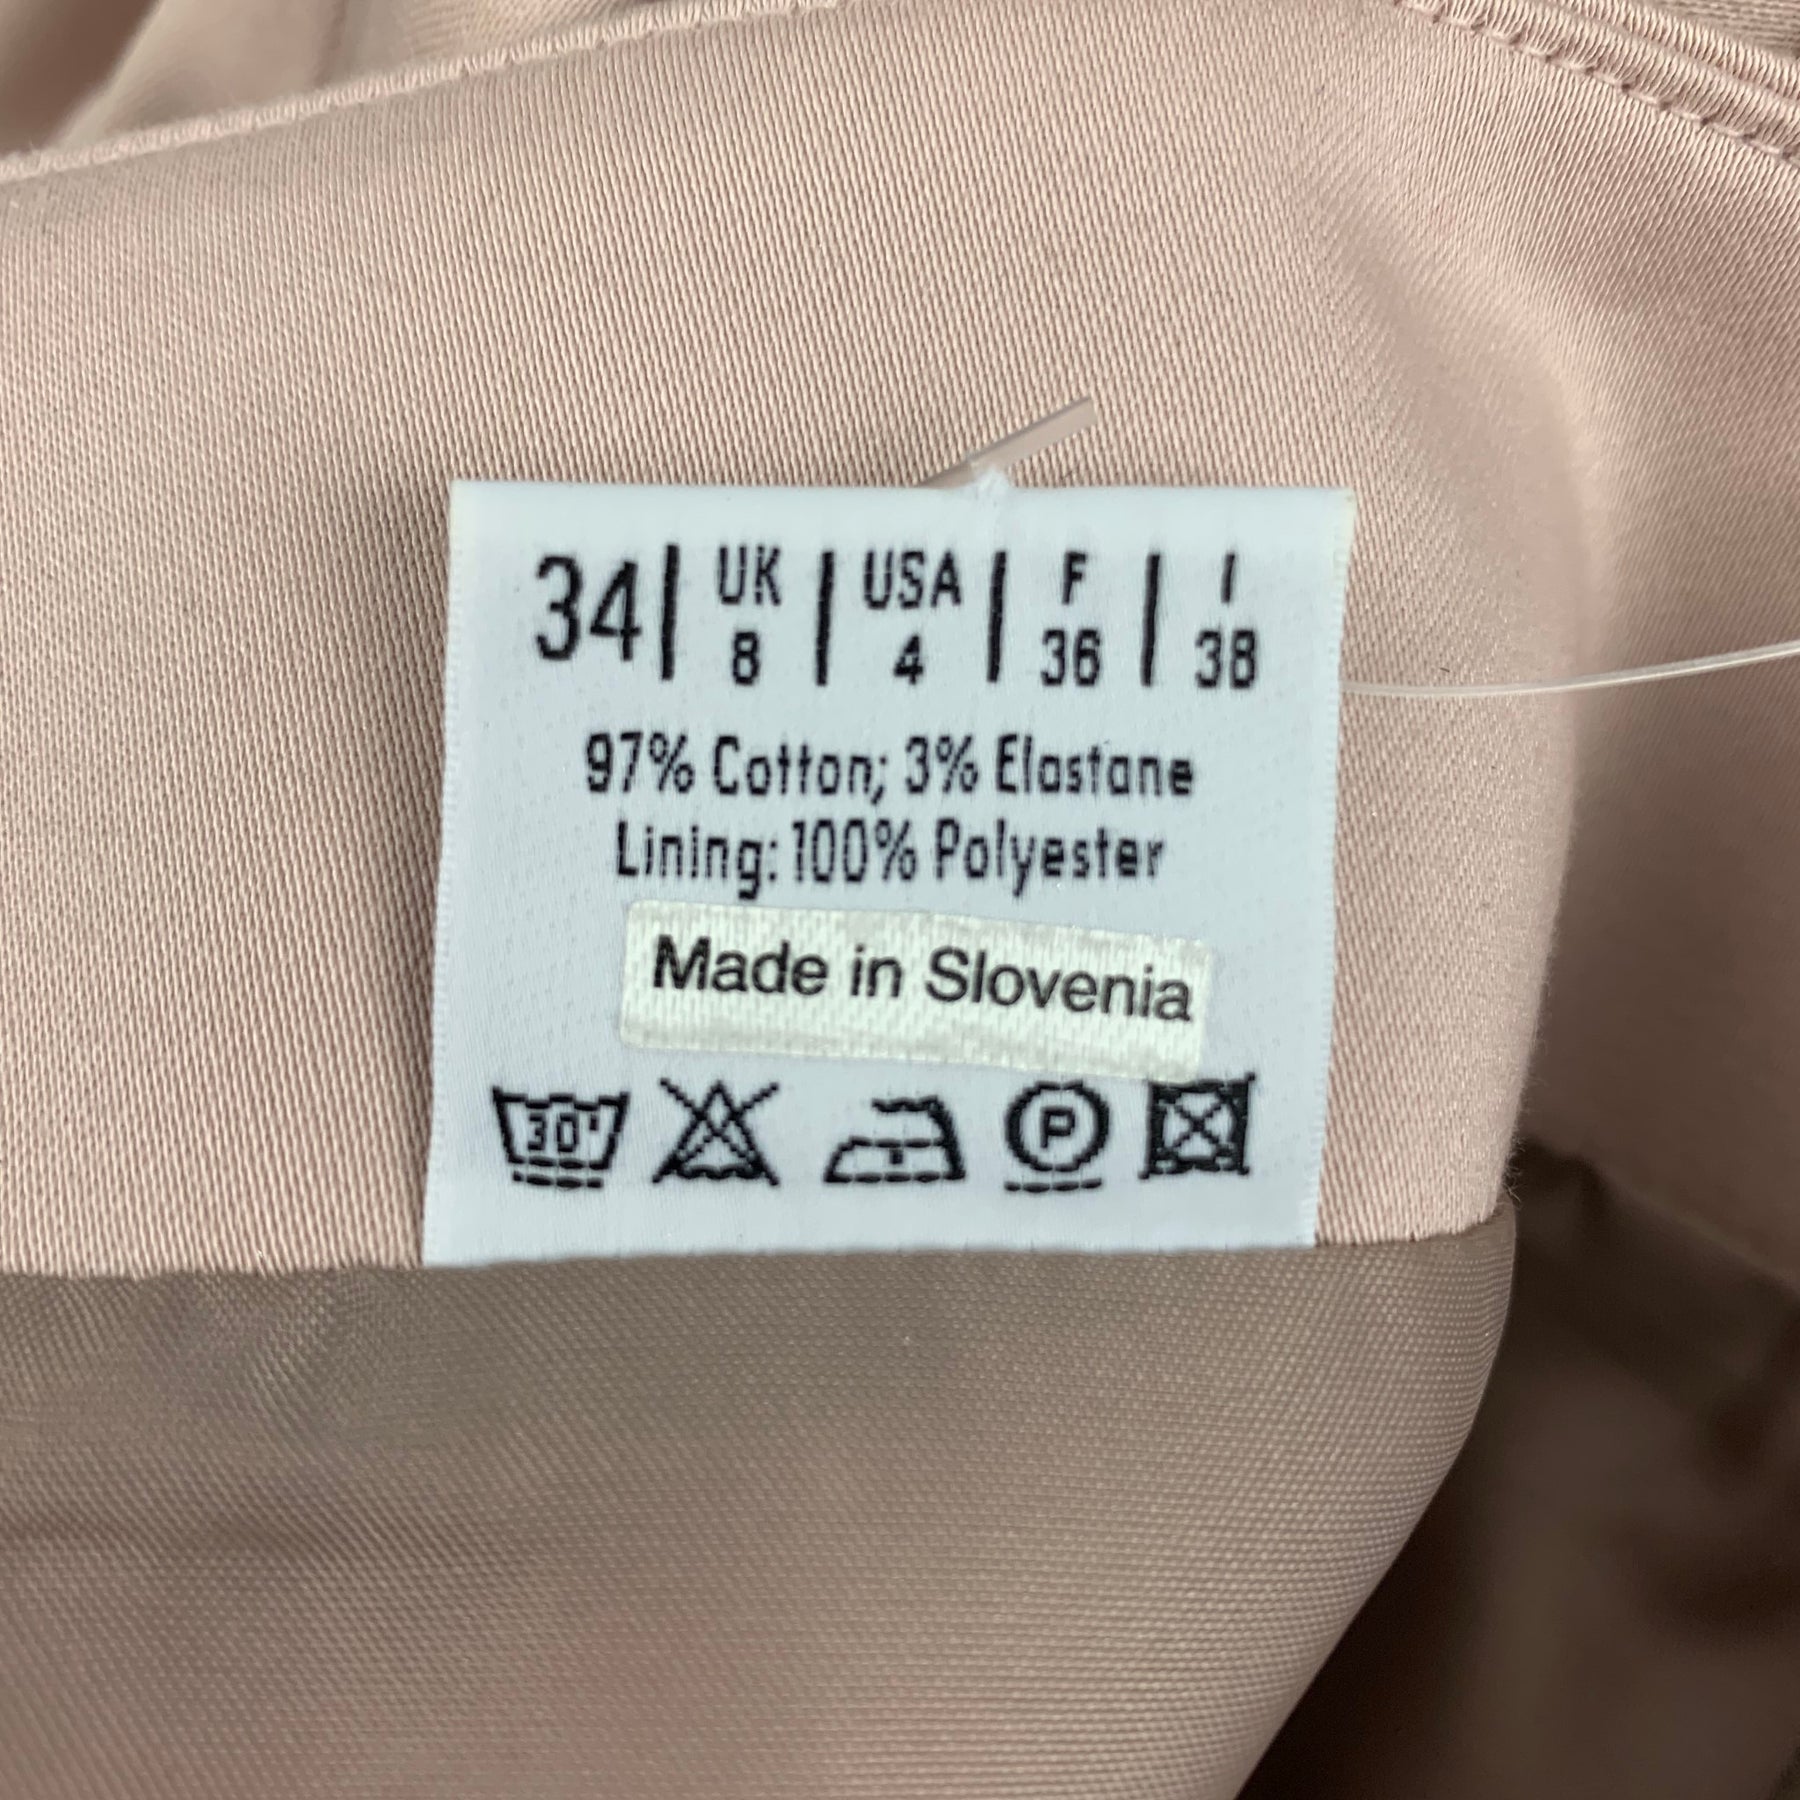 34 | UK 8 | USA 4 | F 36 | I 38
97% Cotton; 3% Elastane
Lining: 100% Polyester
Made in Slovenia
30° P